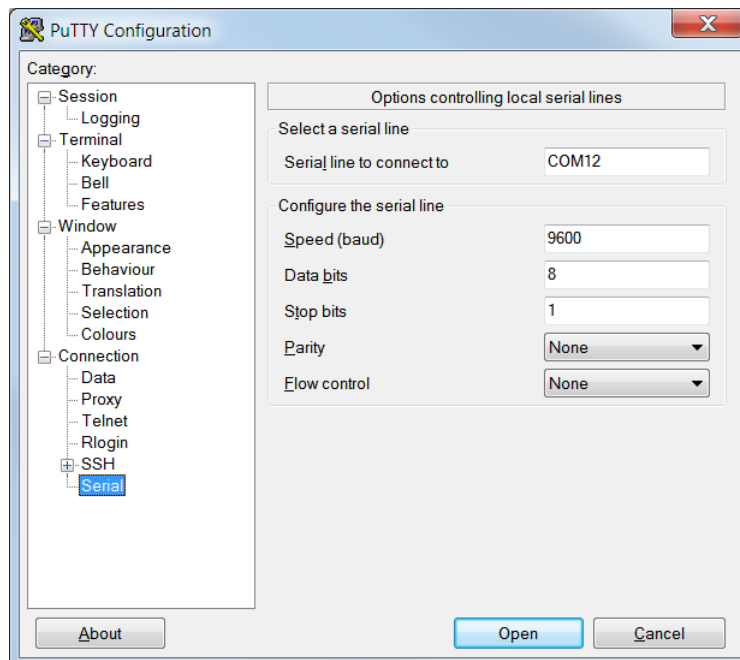 PuTTY Configuration
X
Category:
Session
Logging
Terminal
Keyboard
Bell
Features
Window
Appearance
Behaviour
Translation
Selection
Colours
Connection
Data
Proxy
Telnet
Rlogin
SSH
Serial
Options controlling local serial lines
Select a serial line
Serial line to connect to COM12
Configure the serial line
Speed (baud) 9600
Data bits 8
Stop bits 1
Parity None
Flow control None
About Open Cancel